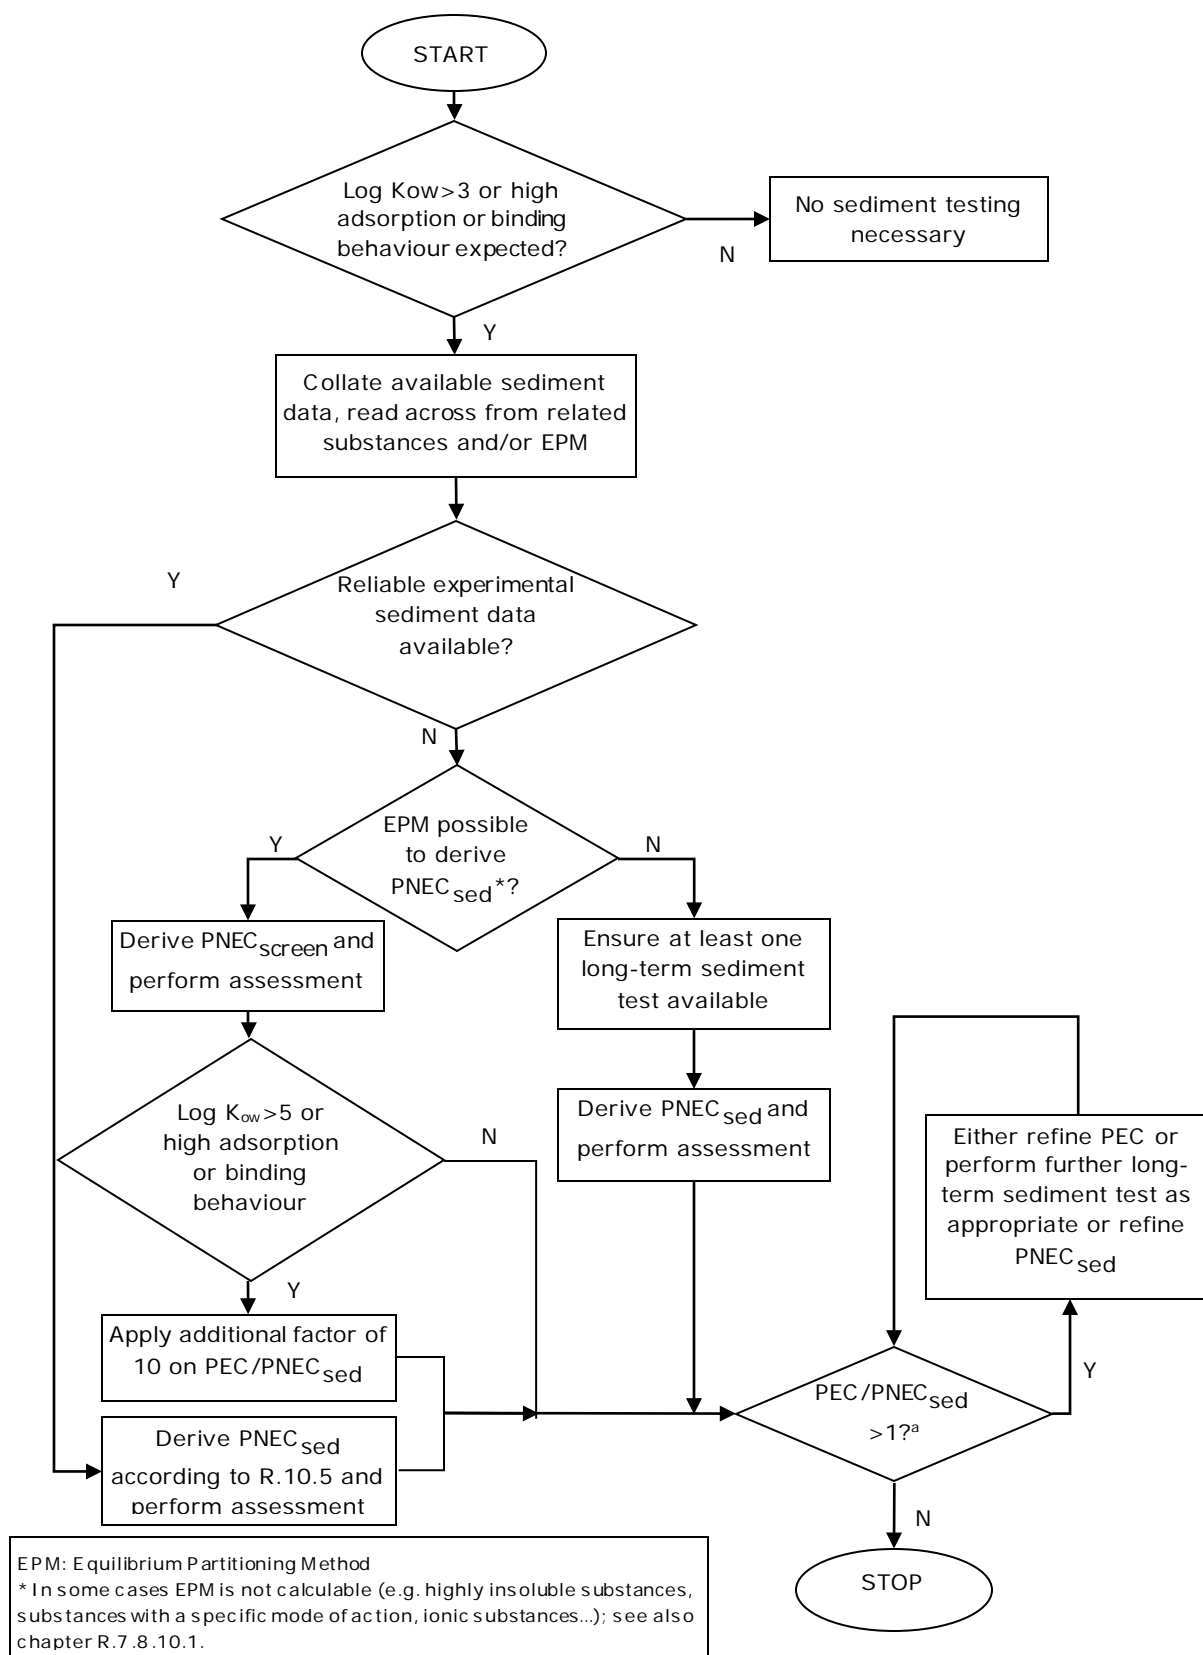 START
Log Kow>3 or high
adsorption or binding
behaviour expected?
No sediment testing
necessary
N
Y
Collate available sediment
data, read across from related
substances and/or EPM
Y
Reliable experimental
sediment data
available?
N
EPM possible
to derive
PNECsed*?
Y
N
Derive PNECscreen and
perform assessment
Ensure at least one
long-term sediment
test available
Log Kow>5 or
high adsorption
or binding
behaviour
N
Derive PNECsed and
perform assessment
Either refine PEC or
perform further long-
term sediment test as
appropriate or refine
PNECsed
Y
Apply additional factor of
10 on PEC/PNECsed
Derive PNECsed
according to R.10.5 and
perform assessment
PEC/PNECsed
>1?a
Y
N
STOP
EPM: Equilibrium Partitioning Method
* In some cases EPM is not calculable (e.g. highly insoluble substances,
substances with a specific mode of action, ionic substances…); see also
chapter R.7.8.10.1.